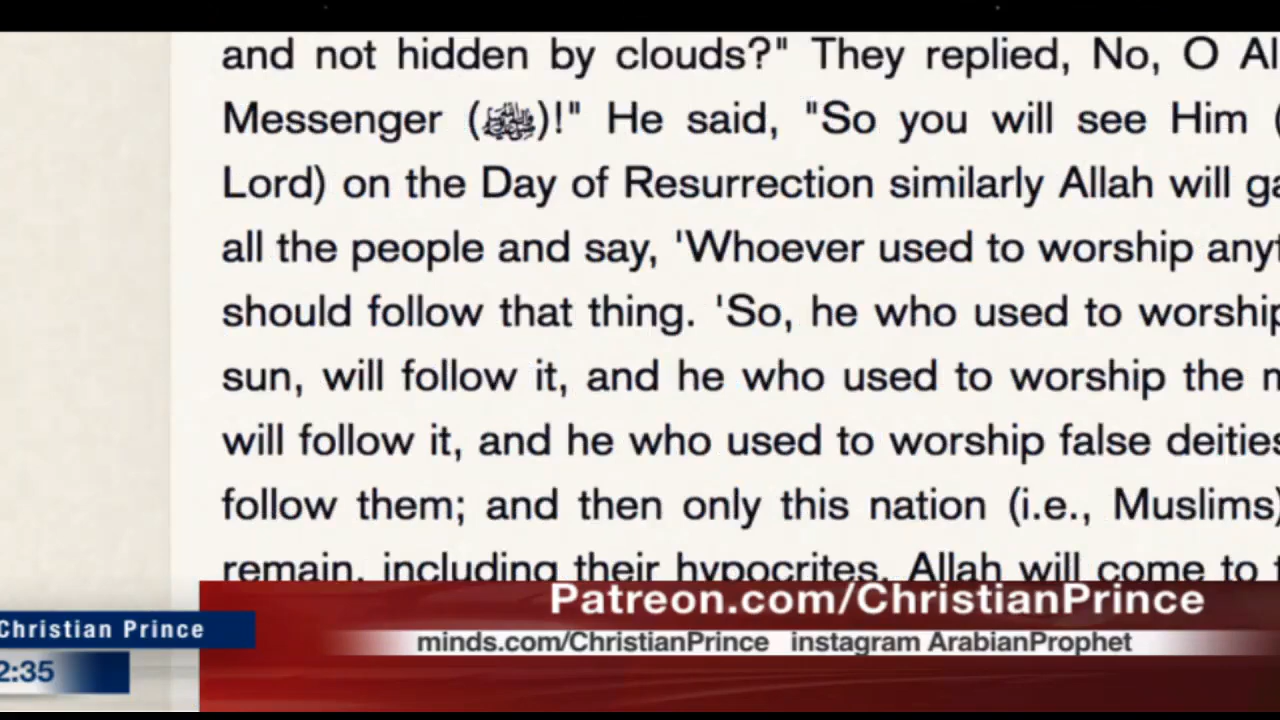 and not hidden by clouds?" They replied, No, O Al
Messenger (ﷺ)!" He said, "So you will see Him (
Lord) on the Day of Resurrection similarly Allah will ga
all the people and say, 'Whoever used to worship any
should follow that thing. 'So, he who used to worship
sun, will follow it, and he who used to worship the m
will follow it, and he who used to worship false deities
follow them; and then only this nation (i.e., Muslims)
remain, including their hypocrites. Allah will come to t
Patreon.com/ChristianPrince
Christian Prince
minds.com/ChristianPrince instagram ArabianProphet
2:35